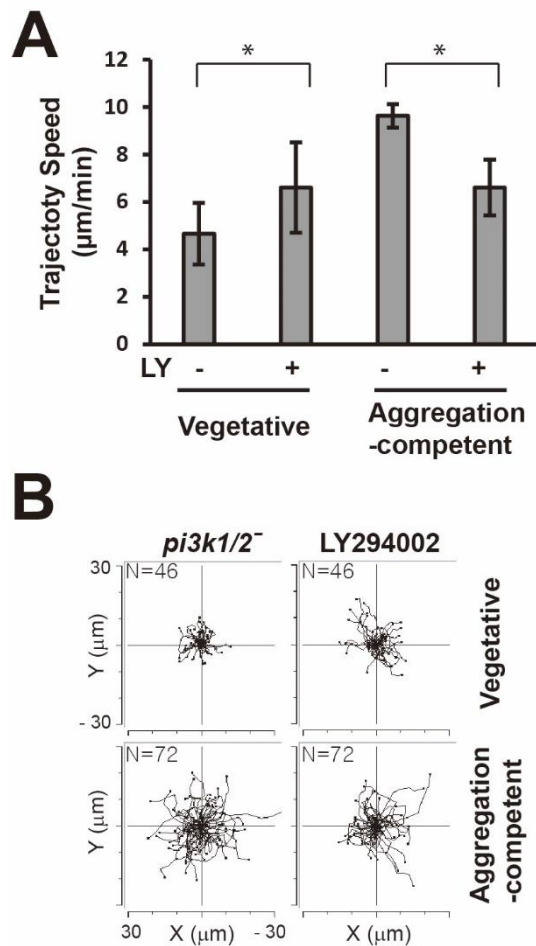 A
*
*
12
10
8
6
4
2
0
Trajectoty Speed
(μm/min)
LY - + - +
Vegetative
Aggregation
-competent
B
pi3k1/2⁻ LY294002
30
N=46
N=46
Y (μm)
- 30
Vegetative
N=72
N=72
Y (μm)
Aggregation
-competent
30 X (μm) - 30 X (μm)